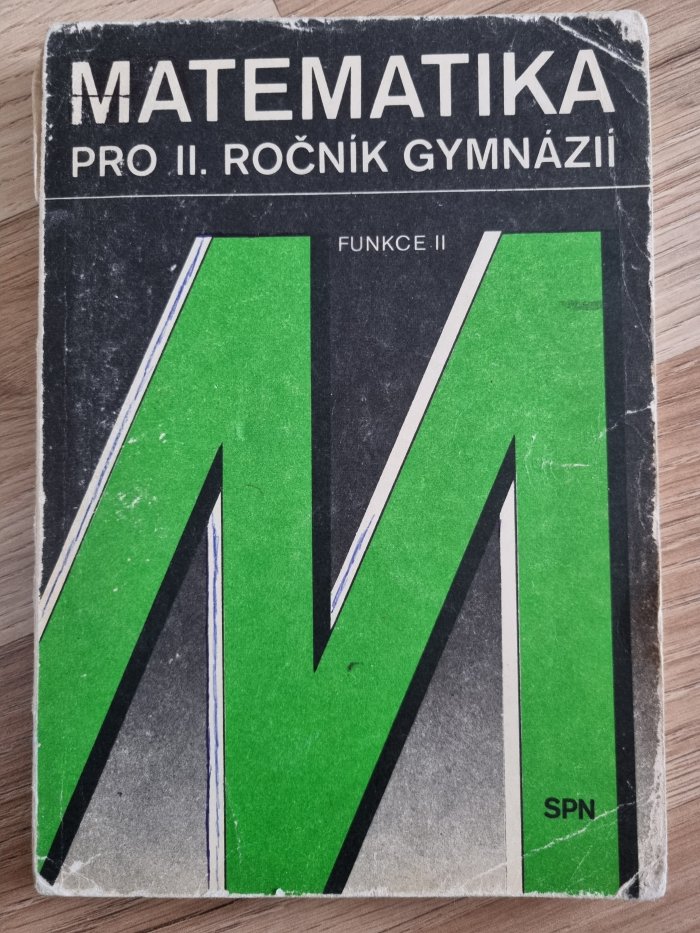 MATEMATIKA
PRO II. ROČNÍK GYMNÁZIÍ
FUNKCE II
SPN